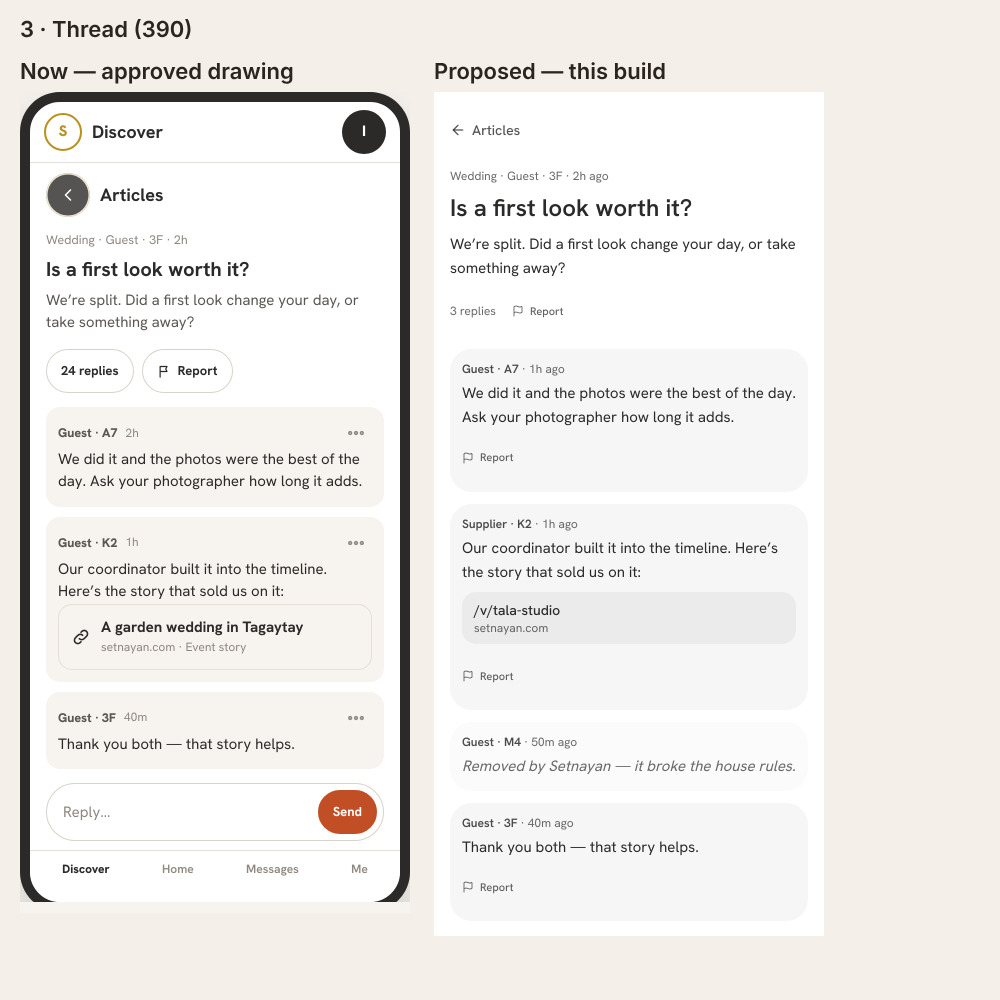 3 · Thread (390)
Now — approved drawing
S
Discover
I
Articles
Wedding · Guest · 3F · 2h
Is a first look worth it?
We’re split. Did a first look change your day, or
take something away?
24 replies
Report
Guest · A7 2h
We did it and the photos were the best of the
day. Ask your photographer how long it adds.
Guest · K2 1h
Our coordinator built it into the timeline.
Here’s the story that sold us on it:
A garden wedding in Tagaytay
setnayan.com · Event story
Guest · 3F 40m
Thank you both — that story helps.
Reply...
Send
Discover
Home
Messages
Me
Proposed — this build
Articles
Wedding · Guest · 3F · 2h ago
Is a first look worth it?
We’re split. Did a first look change your day, or take
something away?
3 replies
Report
Guest · A7 · 1h ago
We did it and the photos were the best of the day.
Ask your photographer how long it adds.
Report
Supplier · K2 · 1h ago
Our coordinator built it into the timeline. Here’s
the story that sold us on it:
/v/tala-studio
setnayan.com
Report
Guest · M4 · 50m ago
Removed by Setnayan — it broke the house rules.
Guest · 3F · 40m ago
Thank you both — that story helps.
Report